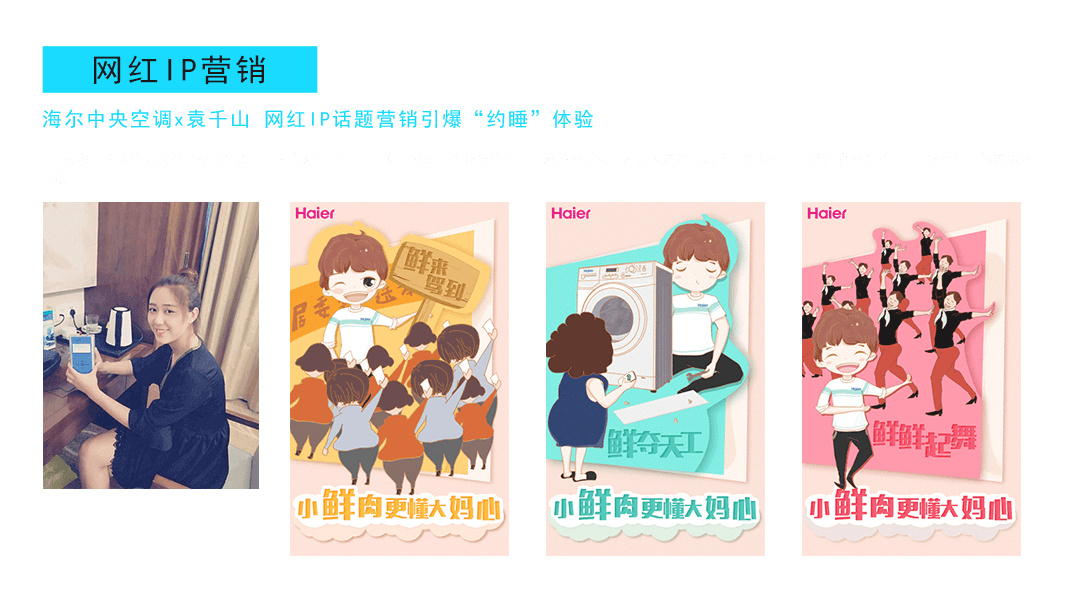 网红IP营销
海尔中央空调x袁千山 网红IP话题营销引爆“约睡”体验
Haier
鲜来
驾到
居委
小鲜肉更懂大妈心
Haier
鲜夺天工
小鲜肉更懂大妈心
Haier
鲜鲜起舞
小鲜肉更懂大妈心